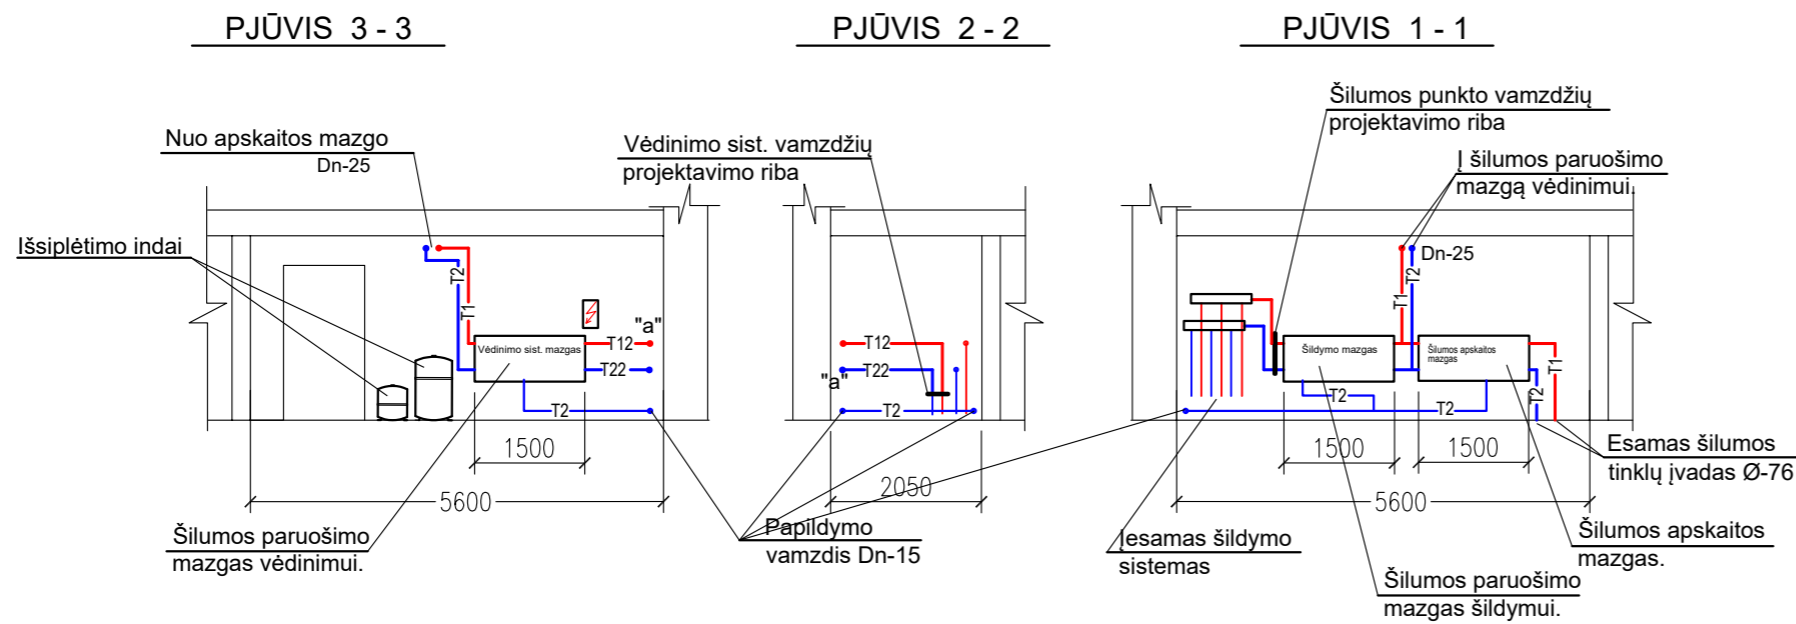 PJŪVIS 3 - 3
PJŪVIS 2 - 2
PJŪVIS 1 - 1
Nuo apskaitos mazgo
Dn-25
Išsiplėtimo indai
T2
T1
Vėdinimo sist. mazgas
"a"
T12
T22
T2
1500
5600
Šilumos paruošimo
mazgas vėdinimui.
Vėdinimo sist. vamzdžių
projektavimo riba
T12
T22
"a"
T2
2050
Papildymo
vamzdis Dn-15
Šilumos punkto vamzdžių
projektavimo riba
Į šilumos paruošimo
mazgą vėdinimui.
Dn-25
T2
T1
Šildymo mazgas
Šilumos apskaitos
mazgas
T1
T2
T2
T2
1500
1500
5600
Esamas šilumos
tinklų įvadas Ø-76
Įesamas šildymo
sistemas
Šilumos apskaitos
mazgas.
Šilumos paruošimo
mazgas šildymui.